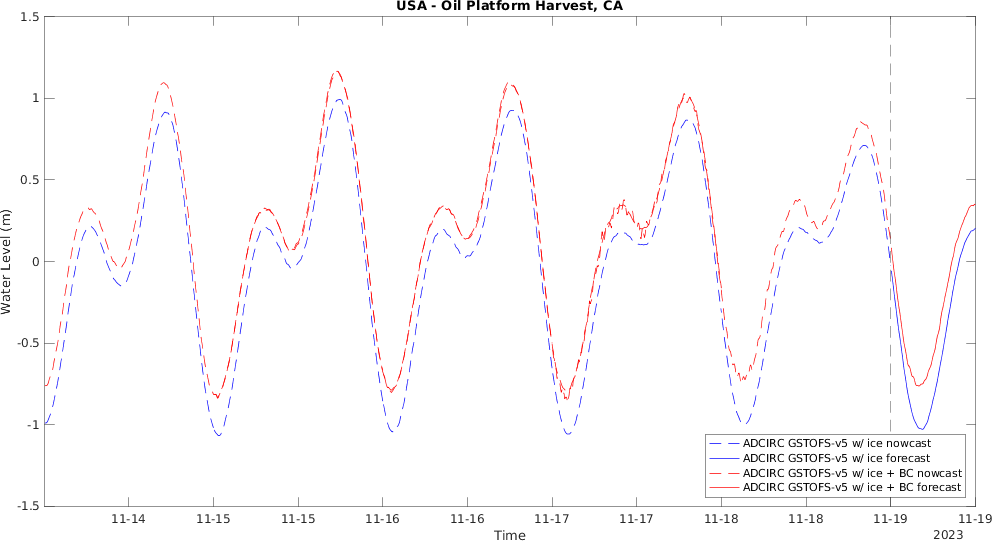 USA - Oil Platform Harvest, CA
Water Level (m)
1.5
1
0.5
0
-0.5
-1
-1.5
ADCIRC GSTOFS-v5 w/ ice nowcast
ADCIRC GSTOFS-v5 w/ ice forecast
ADCIRC GSTOFS-v5 w/ ice + BC nowcast
ADCIRC GSTOFS-v5 w/ ice + BC forecast
11-14 11-15 11-15 11-16 11-16 11-17 11-17 11-18 11-18 11-19 11-19
Time
2023